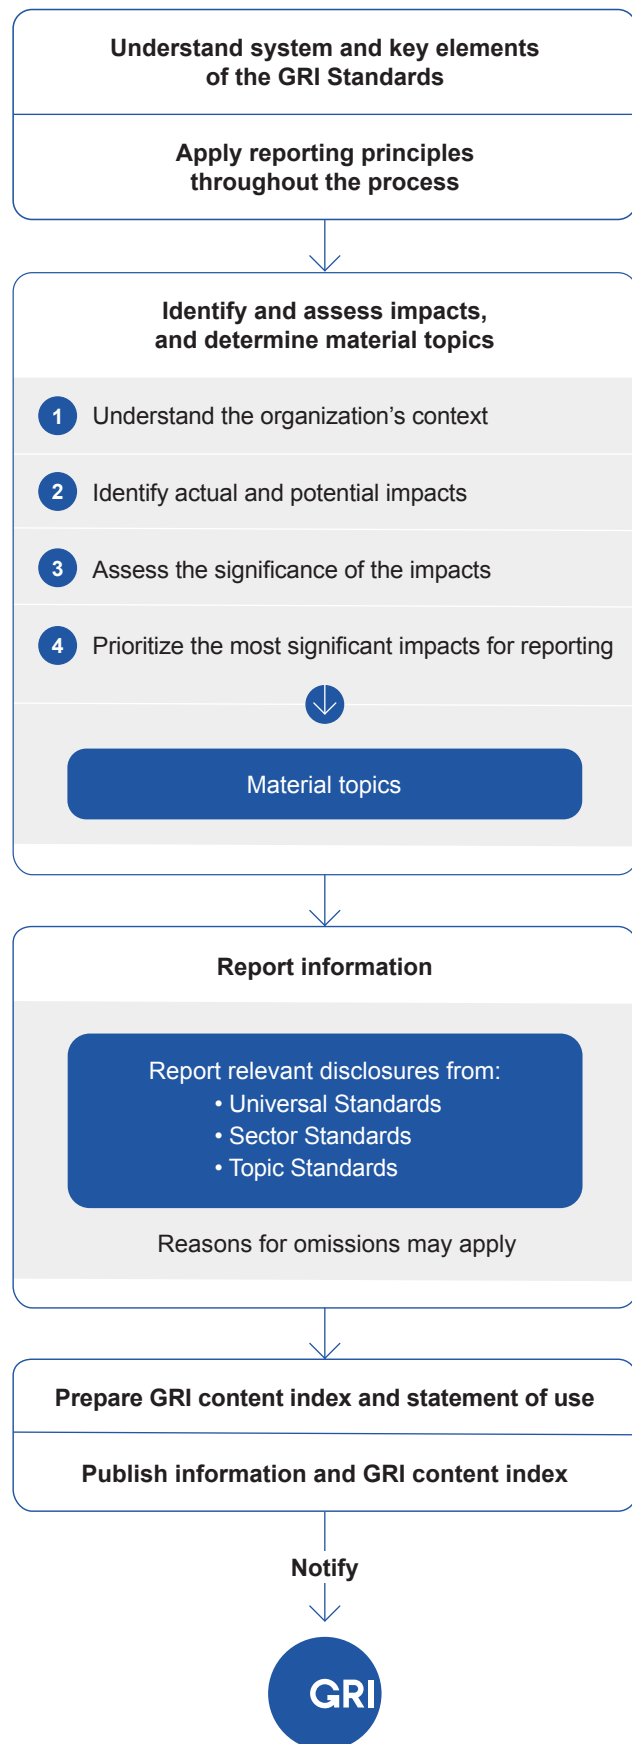 Understand system and key elements
of the GRI Standards
Apply reporting principles
throughout the process
Identify and assess impacts,
and determine material topics
1 Understand the organization’s context
2 Identify actual and potential impacts
3 Assess the significance of the impacts
4 Prioritize the most significant impacts for reporting
Material topics
Report information
Report relevant disclosures from:
• Universal Standards
• Sector Standards
• Topic Standards
Reasons for omissions may apply
Prepare GRI content index and statement of use
Publish information and GRI content index
Notify
GRI